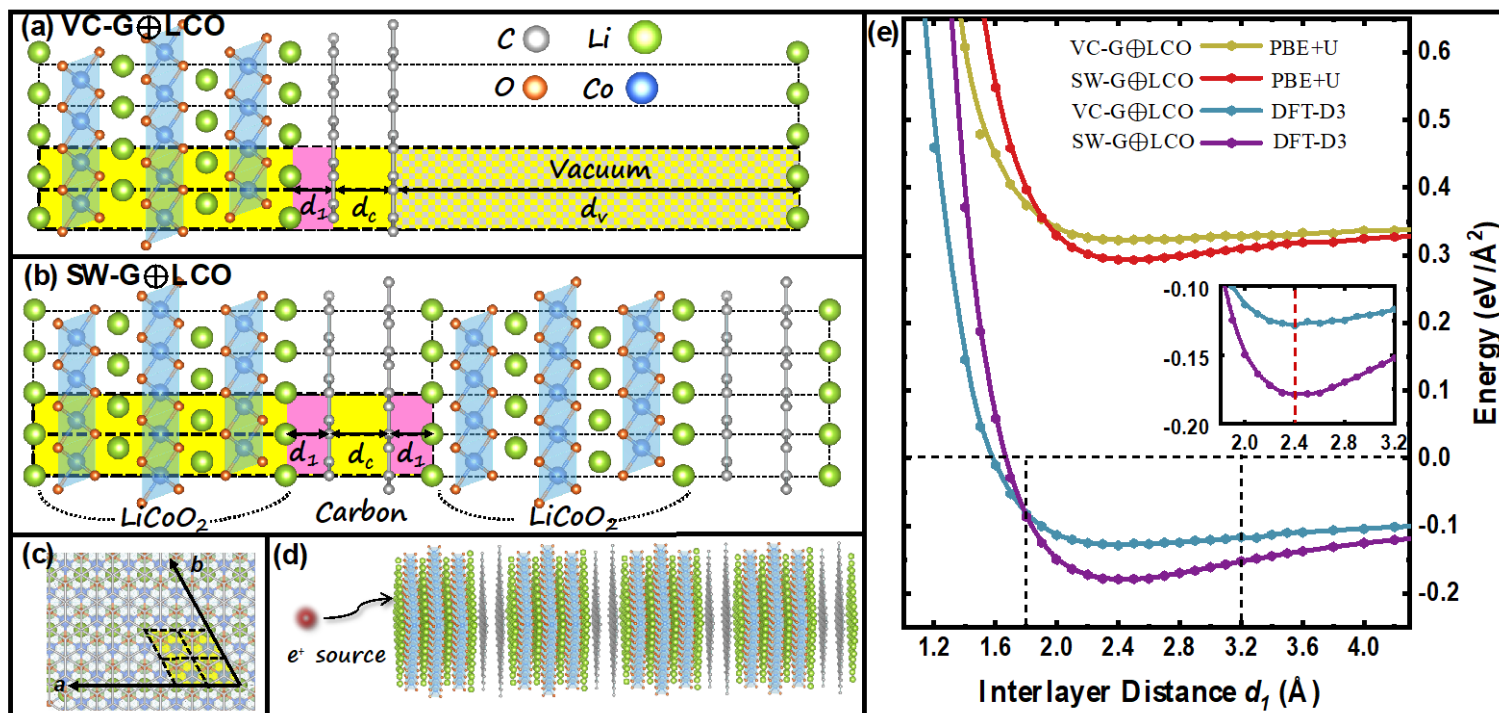 (a) VC-G⊕LCO
C Li
O Co
Vacuum
d₁ d_c d_v
(b) SW-G⊕LCO
d₁ d_c d₁
LiCoO₂ Carbon LiCoO₂
(c)
b
a
(d)
e⁺ source
(e)
VC-G⊕LCO PBE+U
SW-G⊕LCO PBE+U
VC-G⊕LCO DFT-D3
SW-G⊕LCO DFT-D3
0.6
0.5
0.4
0.3
0.2
0.1
0.0
-0.1
-0.2
Energy (eV/Å²)
-0.10
-0.15
-0.20
2.0 2.4 2.8 3.2
1.2 1.6 2.0 2.4 2.8 3.2 3.6 4.0
Interlayer Distance d₁ (Å)